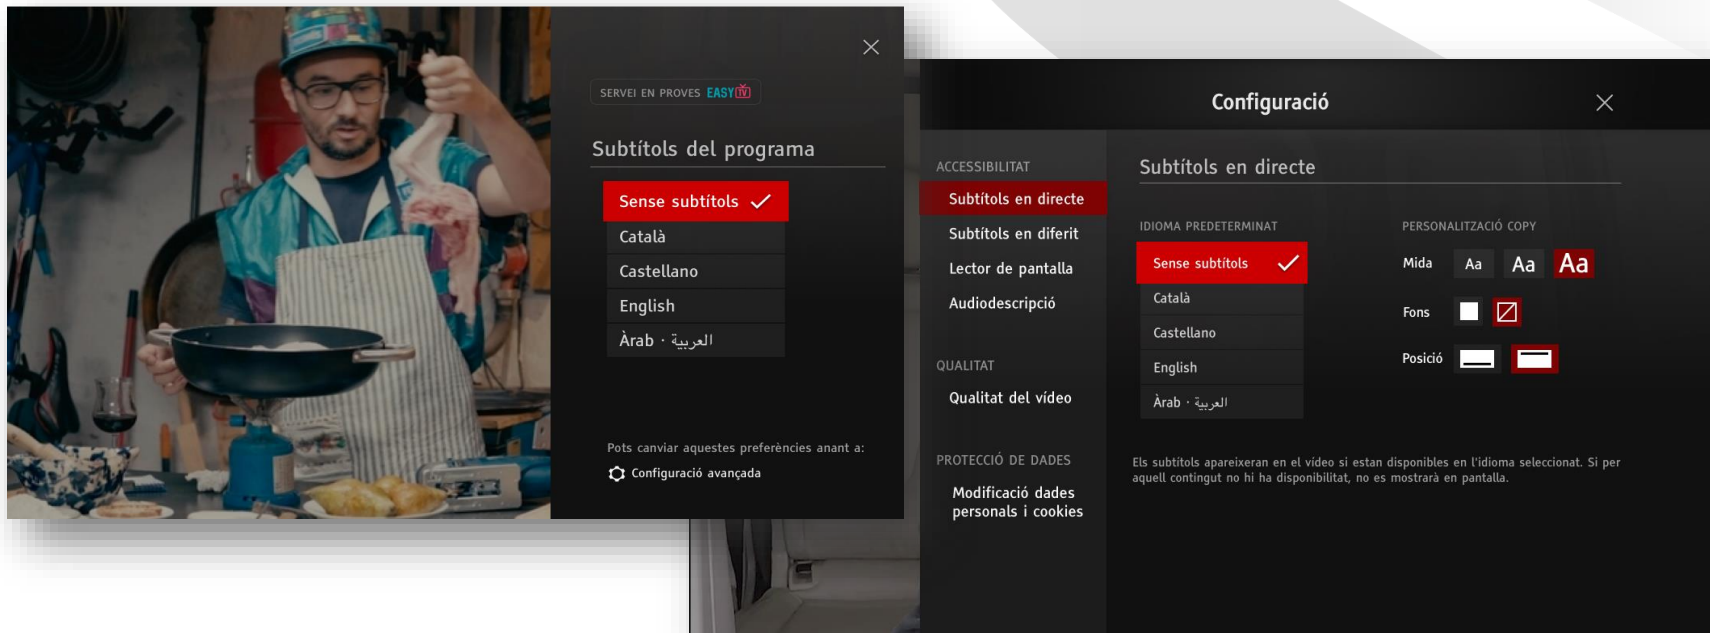 SERVEI EN PROVES EASYTV
Subtítols del programa
Sense subtítols
Català
Castellano
English
Àrab · العربية
Pots canviar aquestes preferències anant a:
Configuració avançada
Configuració
ACCESSIBILITAT
Subtítols en directe
Subtítols en diferit
Lector de pantalla
Audiodescripció
QUALITAT
Qualitat del vídeo
PROTECCIÓ DE DADES
Modificació dades
personals i cookies
Subtítols en directe
IDIOMA PREDETERMINAT
Sense subtítols
Català
Castellano
English
Àrab · العربية
PERSONALITZACIÓ COPY
Mida Aa Aa Aa
Fons
Posició
Els subtítols apareixeran en el vídeo si estan disponibles en l'idioma seleccionat. Si per
aquell contingut no hi ha disponibilitat, no es mostrarà en pantalla.